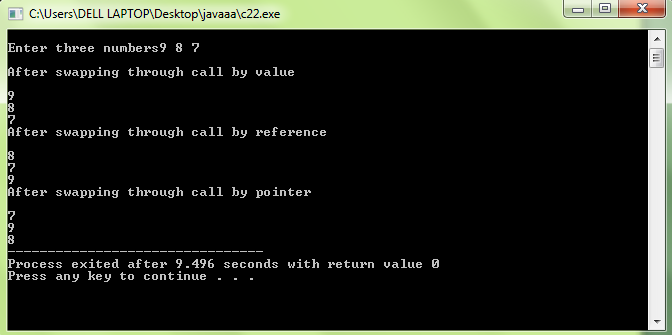 C:\Users\DELL LAPTOP\Desktop\javaaa\c22.exe
Enter three numbers9 8 7
After swapping through call by value
9
8
7
After swapping through call by reference
8
7
9
After swapping through call by pointer
7
9
8
--------------------------------
Process exited after 9.496 seconds with return value 0
Press any key to continue . . .